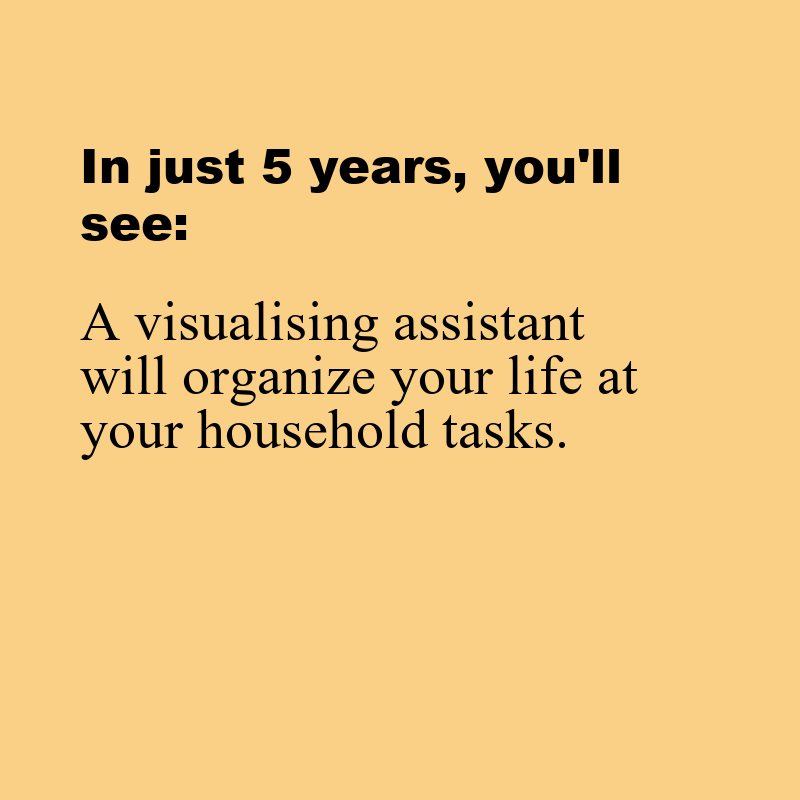 In just 5 years, you'll
see:
A visualising assistant
will organize your life at
your household tasks.